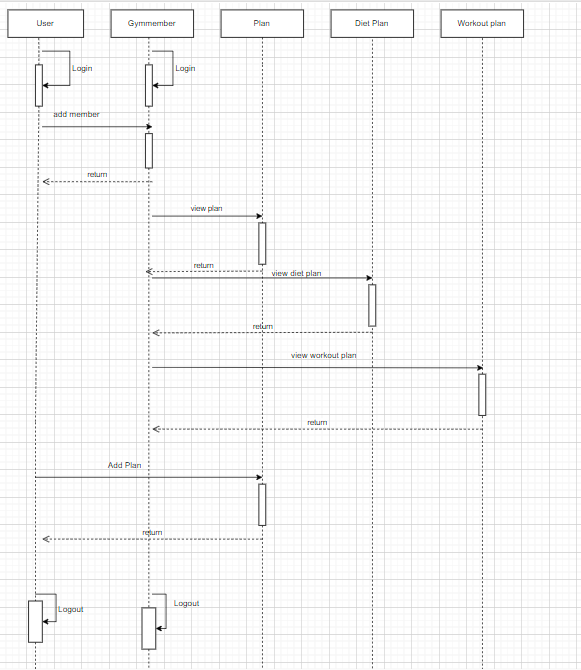 User
Gymmember
Plan
Diet Plan
Workout plan
Login
Login
add member
return
view plan
return
view diet plan
return
view workout plan
return
Add Plan
return
Logout
Logout